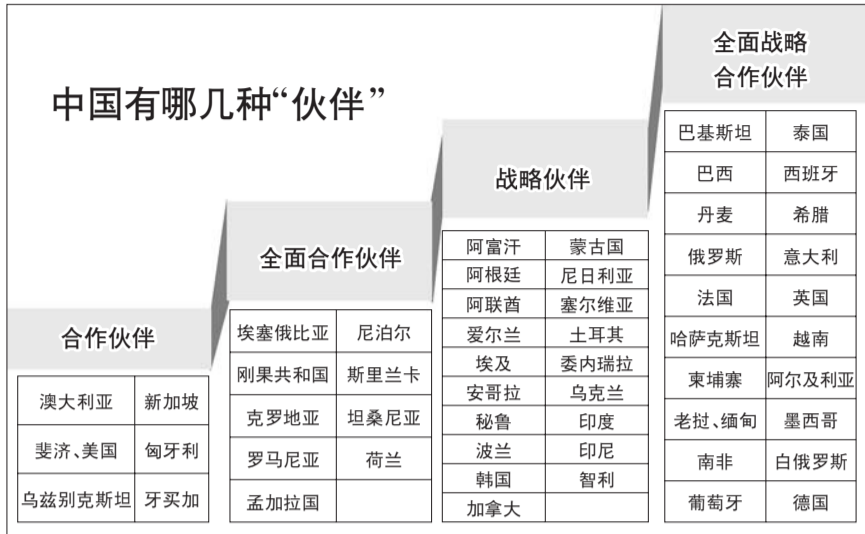 中国有哪几种“伙伴”
合作伙伴
澳大利亚 新加坡
斐济、美国 匈牙利
乌兹别克斯坦 牙买加
全面合作伙伴
埃塞俄比亚 尼泊尔
刚果共和国 斯里兰卡
克罗地亚 坦桑尼亚
罗马尼亚 荷兰
孟加拉国
战略伙伴
阿富汗 蒙古国
阿根廷 尼日利亚
阿联酋 塞尔维亚
爱尔兰 土耳其
埃及 委内瑞拉
安哥拉 乌克兰
秘鲁 印度
波兰 印尼
韩国 智利
加拿大
全面战略
合作伙伴
巴基斯坦 泰国
巴西 西班牙
丹麦 希腊
俄罗斯 意大利
法国 英国
哈萨克斯坦 越南
柬埔寨 阿尔及利亚
老挝、缅甸 墨西哥
南非 白俄罗斯
葡萄牙 德国